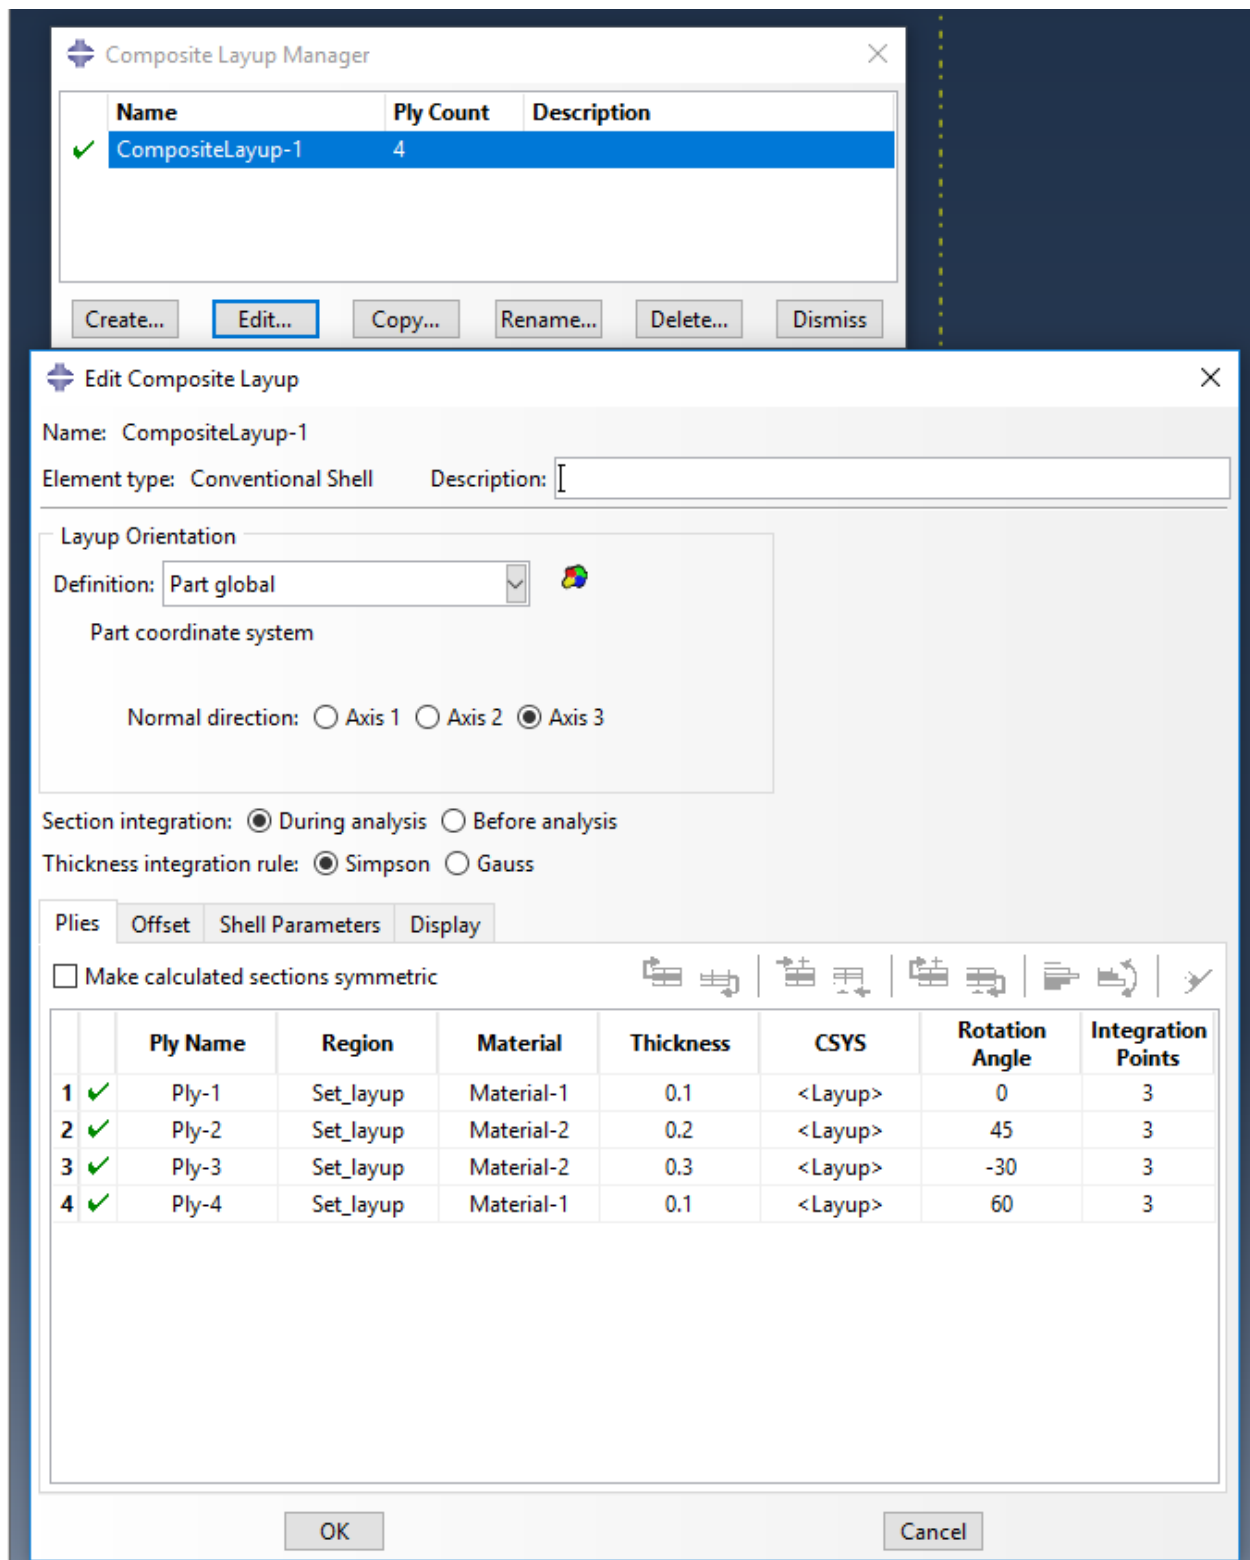 Composite Layup Manager
Name Ply Count Description
CompositeLayup-1 4
Create... Edit... Copy... Rename... Delete... Dismiss
Edit Composite Layup
Name: CompositeLayup-1
Element type: Conventional Shell Description:
Layup Orientation
Definition: Part global
Part coordinate system
Normal direction: Axis 1 Axis 2 Axis 3
Section integration: During analysis Before analysis
Thickness integration rule: Simpson Gauss
Plies Offset Shell Parameters Display
Make calculated sections symmetric
Ply Name Region Material Thickness CSYS Rotation Angle Integration Points
1 Ply-1 Set_layup Material-1 0.1 <Layup> 0 3
2 Ply-2 Set_layup Material-2 0.2 <Layup> 45 3
3 Ply-3 Set_layup Material-2 0.3 <Layup> -30 3
4 Ply-4 Set_layup Material-1 0.1 <Layup> 60 3
OK Cancel